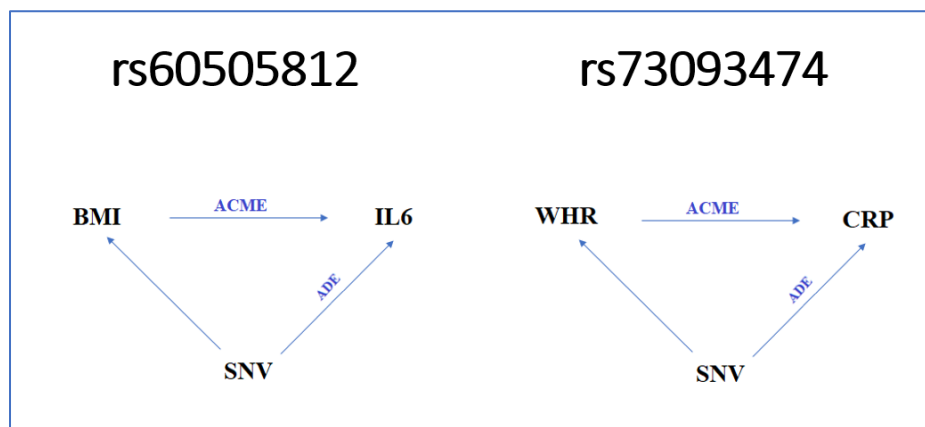 rs60505812
rs73093474
ACME
BMI
IL6
ADE
SNV
ACME
WHR
CRP
ADE
SNV